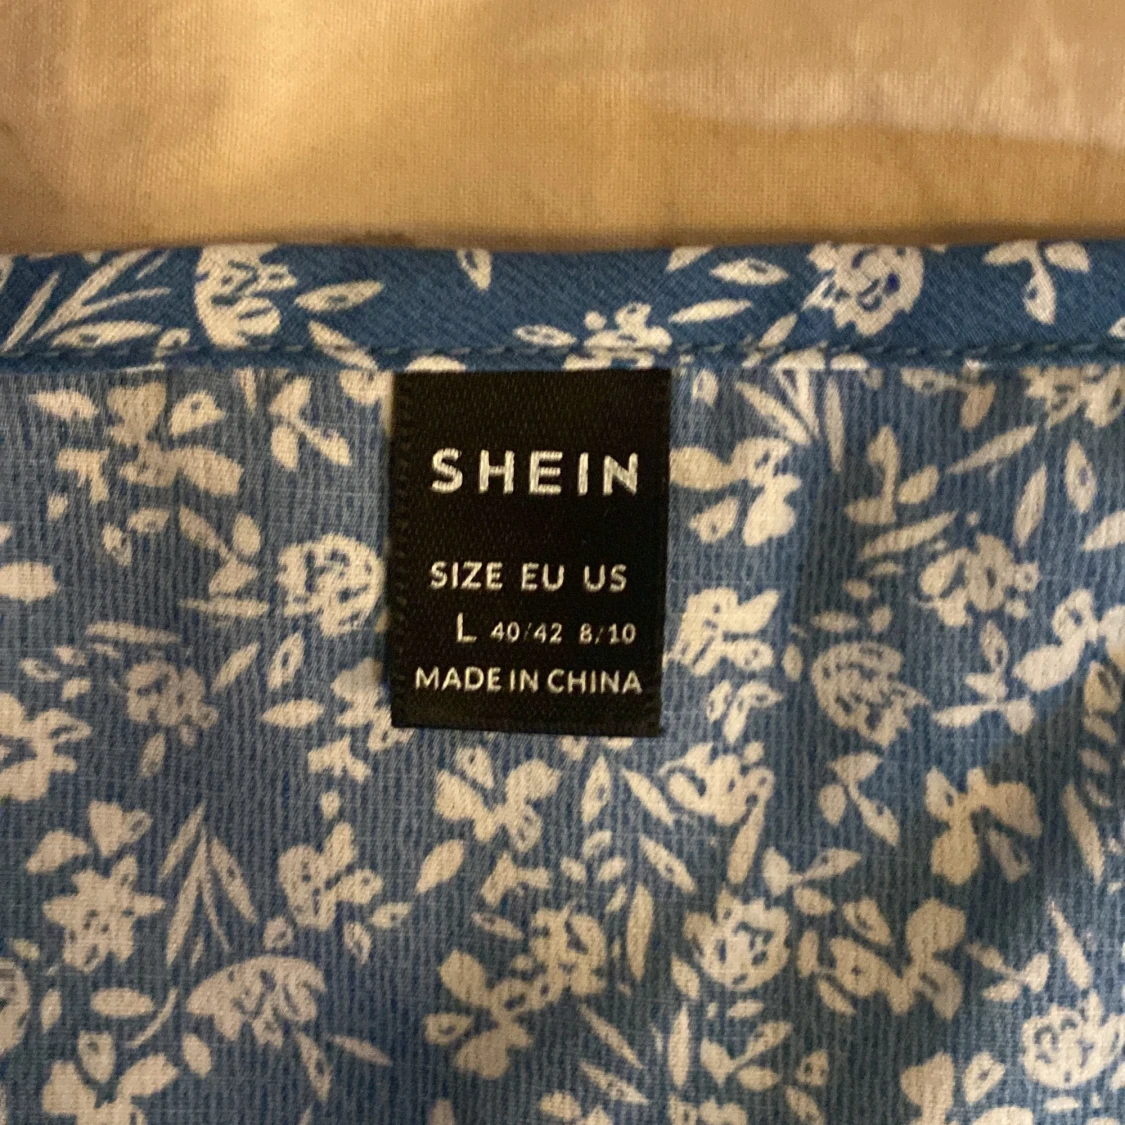 SHEIN
SIZE EU US
L 40/42 8/10
MADE IN CHINA